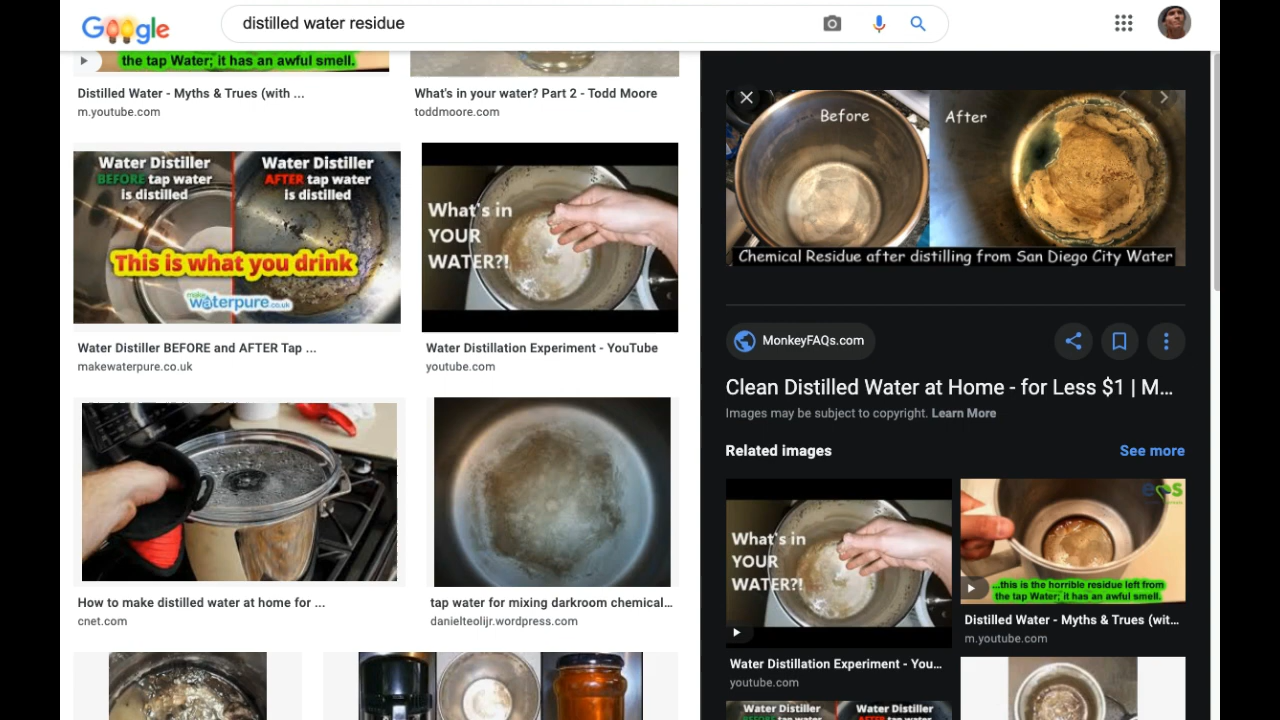 Google
distilled water residue
the tap Water; it has an awful smell.
Distilled Water - Myths & Trues (with ...
m.youtube.com
What's in your water? Part 2 - Todd Moore
toddmoore.com
Water Distiller
BEFORE tap water
is distilled
Water Distiller
AFTER tap water
is distilled
This is what you drink
make
waterpure.co.uk
Water Distiller BEFORE and AFTER Tap ...
makewaterpure.co.uk
What's in
YOUR
WATER?!
Water Distillation Experiment - YouTube
youtube.com
How to make distilled water at home for ...
cnet.com
tap water for mixing darkroom chemical...
danielteolijr.wordpress.com
Before
After
Chemical Residue after distilling from San Diego City Water
MonkeyFAQs.com
Clean Distilled Water at Home - for Less $1 | M...
Images may be subject to copyright. Learn More
Related images
See more
What's in
YOUR
WATER?!
Water Distillation Experiment - You...
youtube.com
...this is the horrible residue left from
the tap Water; it has an awful smell.
Distilled Water - Myths & Trues (wit...
m.youtube.com
Water Distiller
BEFORE tap water
Water Distiller
AFTER tap water